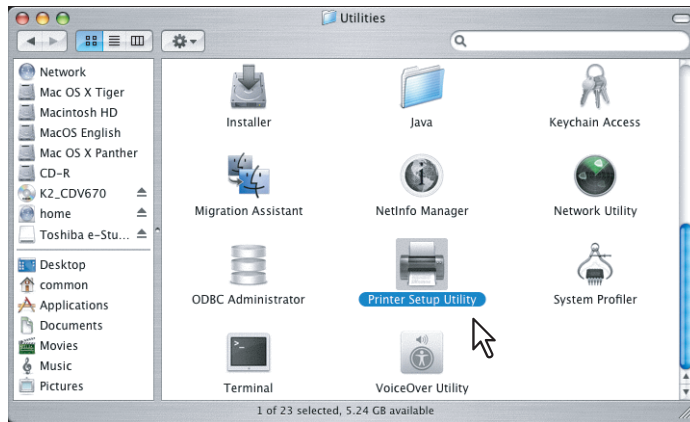 Utilities
Network
Mac OS X Tiger
Macintosh HD
MacOS English
Mac OS X Panther
CD-R
K2_CDV670
home
Toshiba e-Stu...
Desktop
common
Applications
Documents
Movies
Music
Pictures
Installer
Java
Keychain Access
Migration Assistant
NetInfo Manager
Network Utility
ODBC Administrator
Printer Setup Utility
System Profiler
Terminal
VoiceOver Utility
1 of 23 selected, 5.24 GB available